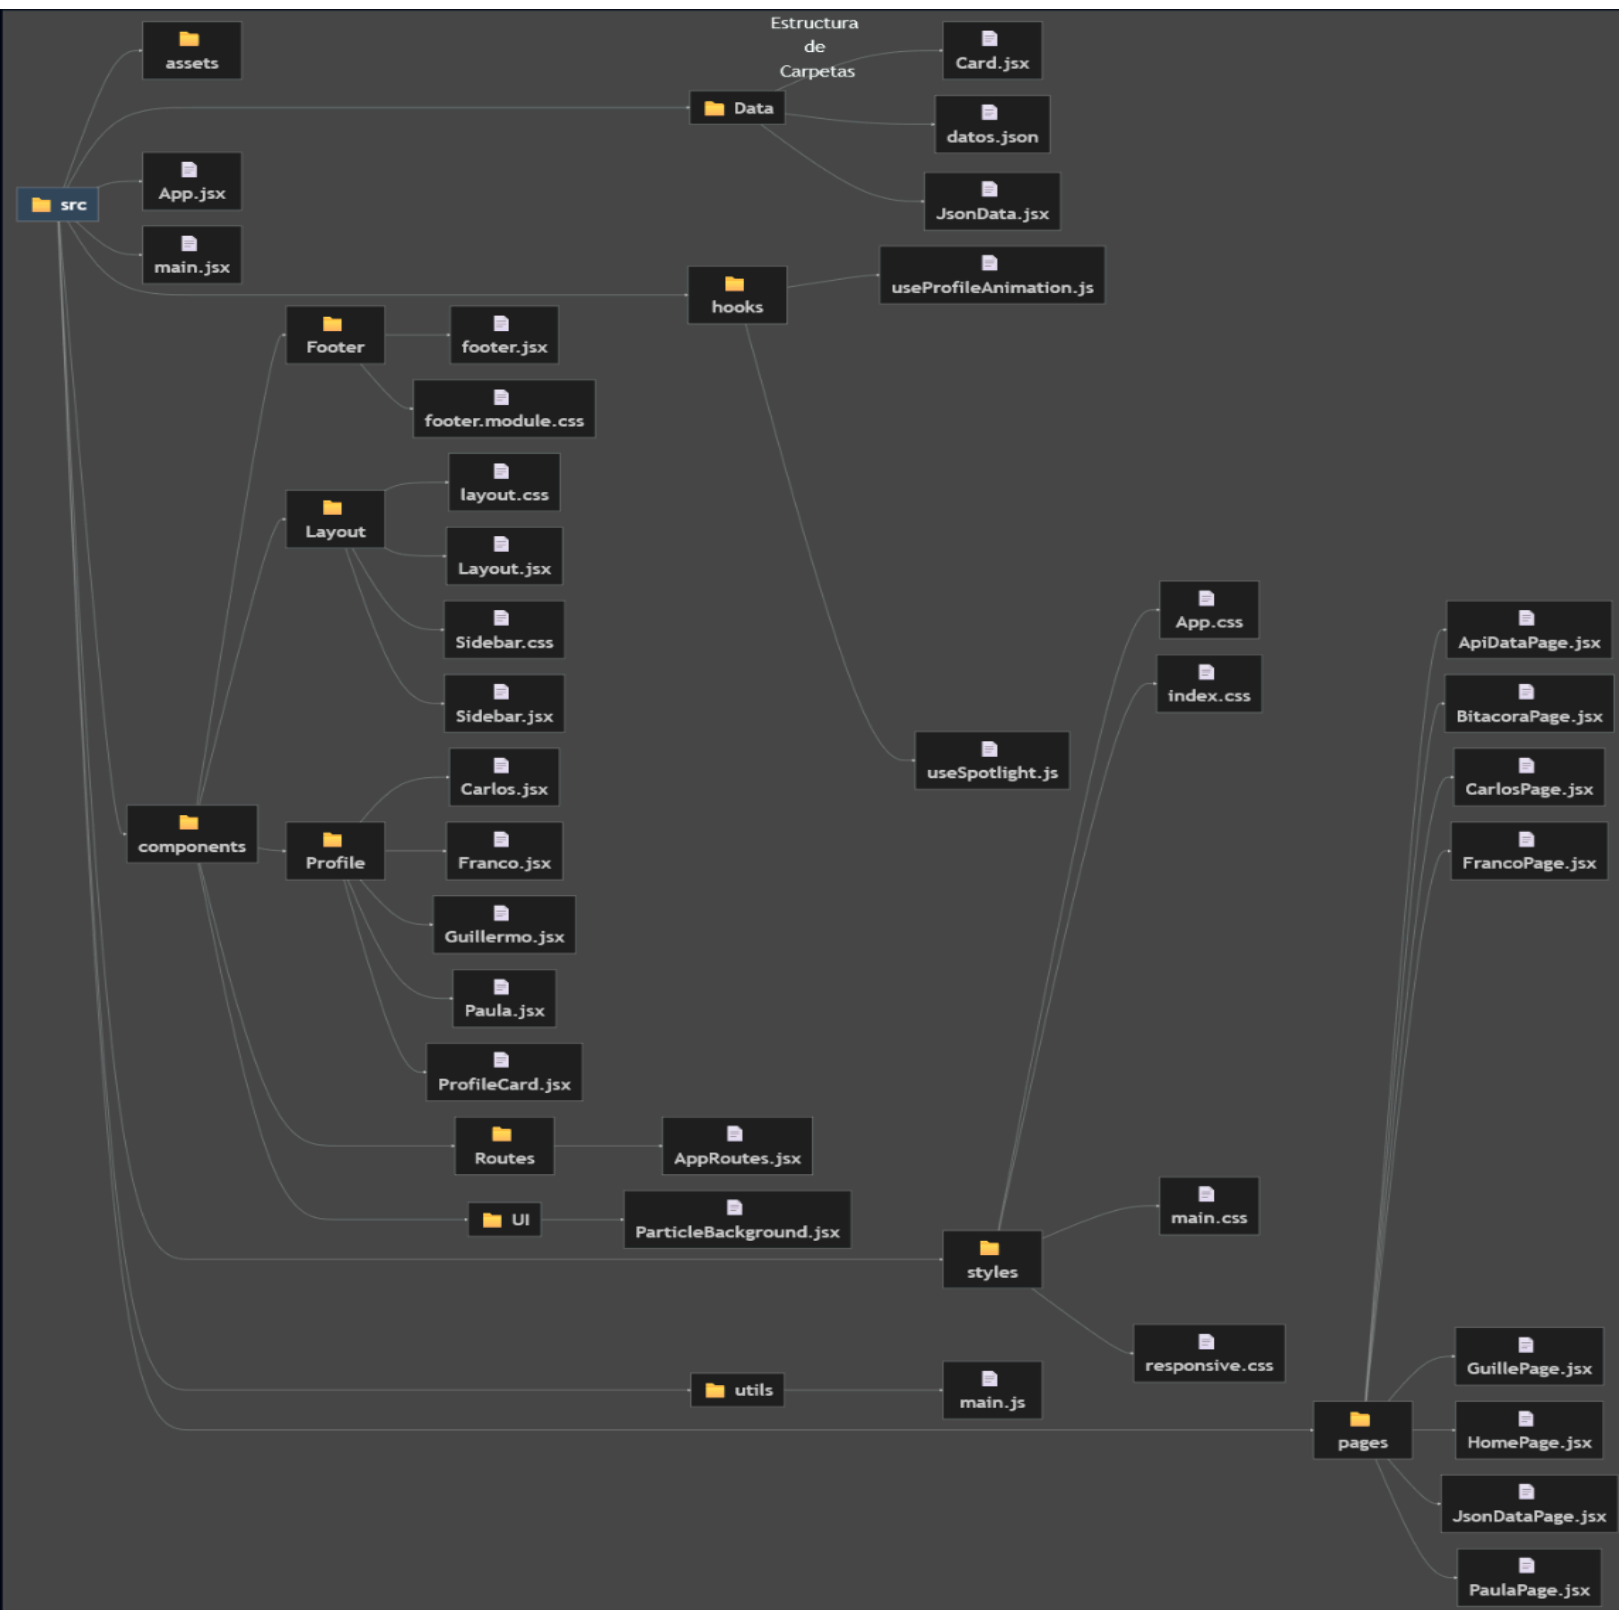 Estructura
de
Carpetas
assets
Card.jsx
Data
datos.json
App.jsx
src
JsonData.jsx
main.jsx
useProfileAnimation.js
hooks
Footer
footer.jsx
footer.module.css
layout.css
Layout
Layout.jsx
Sidebar.css
App.css
ApiDataPage.jsx
index.css
Sidebar.jsx
BitacoraPage.jsx
useSpotlight.js
Carlos.jsx
CarlosPage.jsx
components
Profile
Franco.jsx
FrancoPage.jsx
Guillermo.jsx
Paula.jsx
ProfileCard.jsx
Routes
AppRoutes.jsx
UI
ParticleBackground.jsx
main.css
styles
responsive.css
GuillePage.jsx
utils
main.js
pages
HomePage.jsx
JsonDataPage.jsx
PaulaPage.jsx